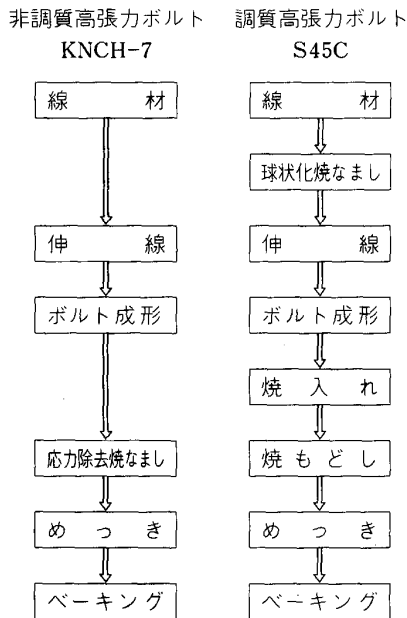 非調質高張力ボルト
KNCH-7
線材
伸線
ボルト成形
応力除去焼なまし
めっき
ベーキング
調質高張力ボルト
S45C
線材
球状化焼なまし
伸線
ボルト成形
焼入れ
焼もどし
めっき
ベーキング